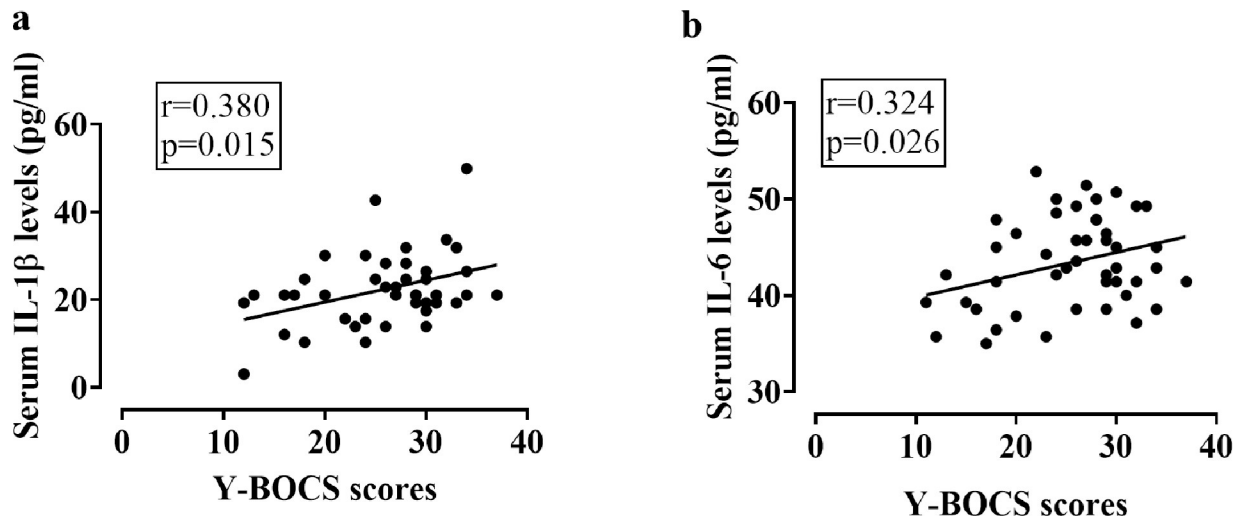 a
Serum IL-1β levels (pg/ml)
r=0.380
p=0.015
60
40
20
0
0 10 20 30 40
Y-BOCS scores
b
Serum IL-6 levels (pg/ml)
r=0.324
p=0.026
60
50
40
30
0 10 20 30 40
Y-BOCS scores